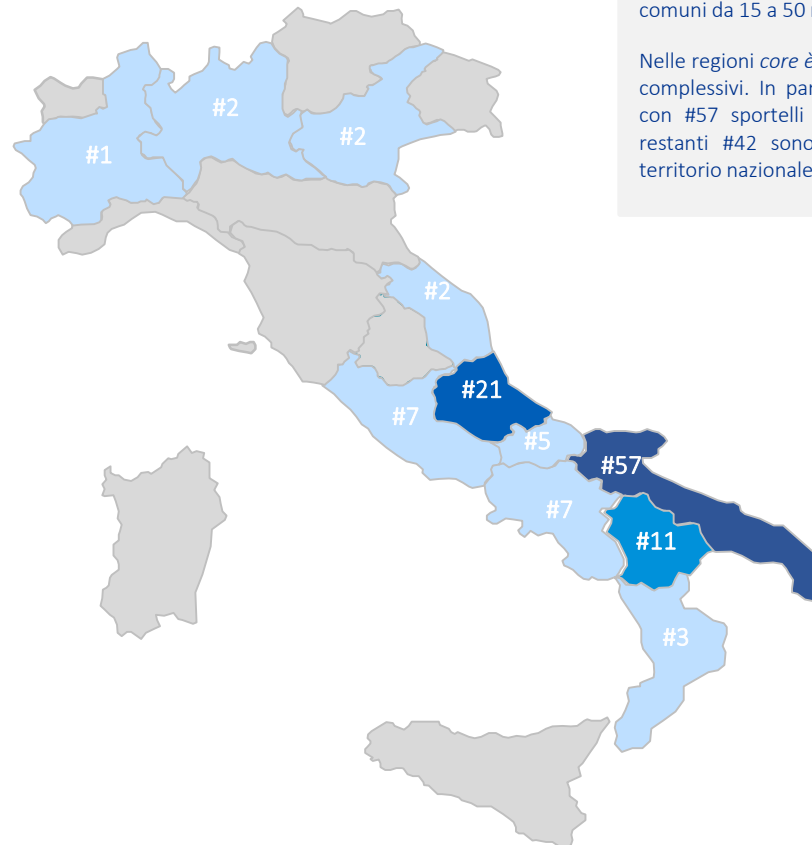 comuni da 15 a 50
Nelle regioni core è
complessivi. In
con #57 sportelli
restanti #42 sono
territorio nazionale
#2
#1
#2
#2
#21
#7
#5
#57
#7
#11
#3